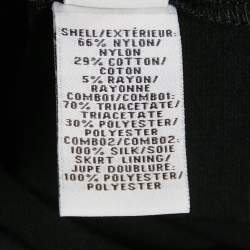 SHELL/EXTÉRIEUR:
66% NYLON/
NYLON
29% COTTON/
COTON
5% RAYON/
RAYONNE
COMBO1/COMBO1:
70% TRIACETATE/
TRIACETATE
30% POLYESTER/
POLYESTER
COMBO2/COMBO2:
100% SILK/SOIE
SKIRT LINING/
JUPE DOUBLURE:
100% POLYESTER/
POLYESTER